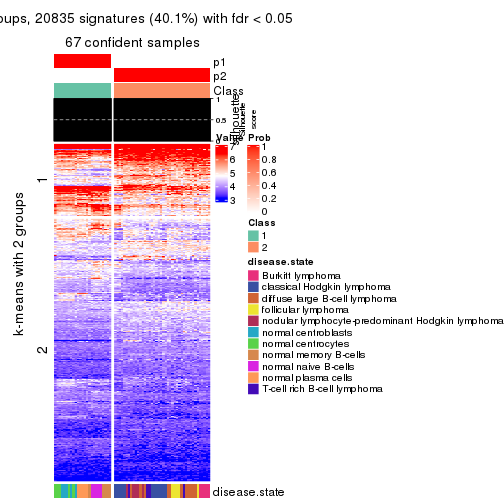 oups, 20835 signatures (40.1%) with fdr < 0.05
67 confident samples
p1
p2
Class
1
0.5
0
silhouette
score
k-means with 2 groups
1
2
Value
7
6
5
4
3
Prob
1
0.8
0.6
0.4
0.2
0
Class
1
2
disease.state
Burkitt lymphoma
classical Hodgkin lymphoma
diffuse large B-cell lymphoma
follicular lymphoma
nodular lymphocyte-predominant Hodgkin lymphoma
normal centroblasts
normal centrocytes
normal memory B-cells
normal naive B-cells
normal plasma cells
T-cell rich B-cell lymphoma
disease.state